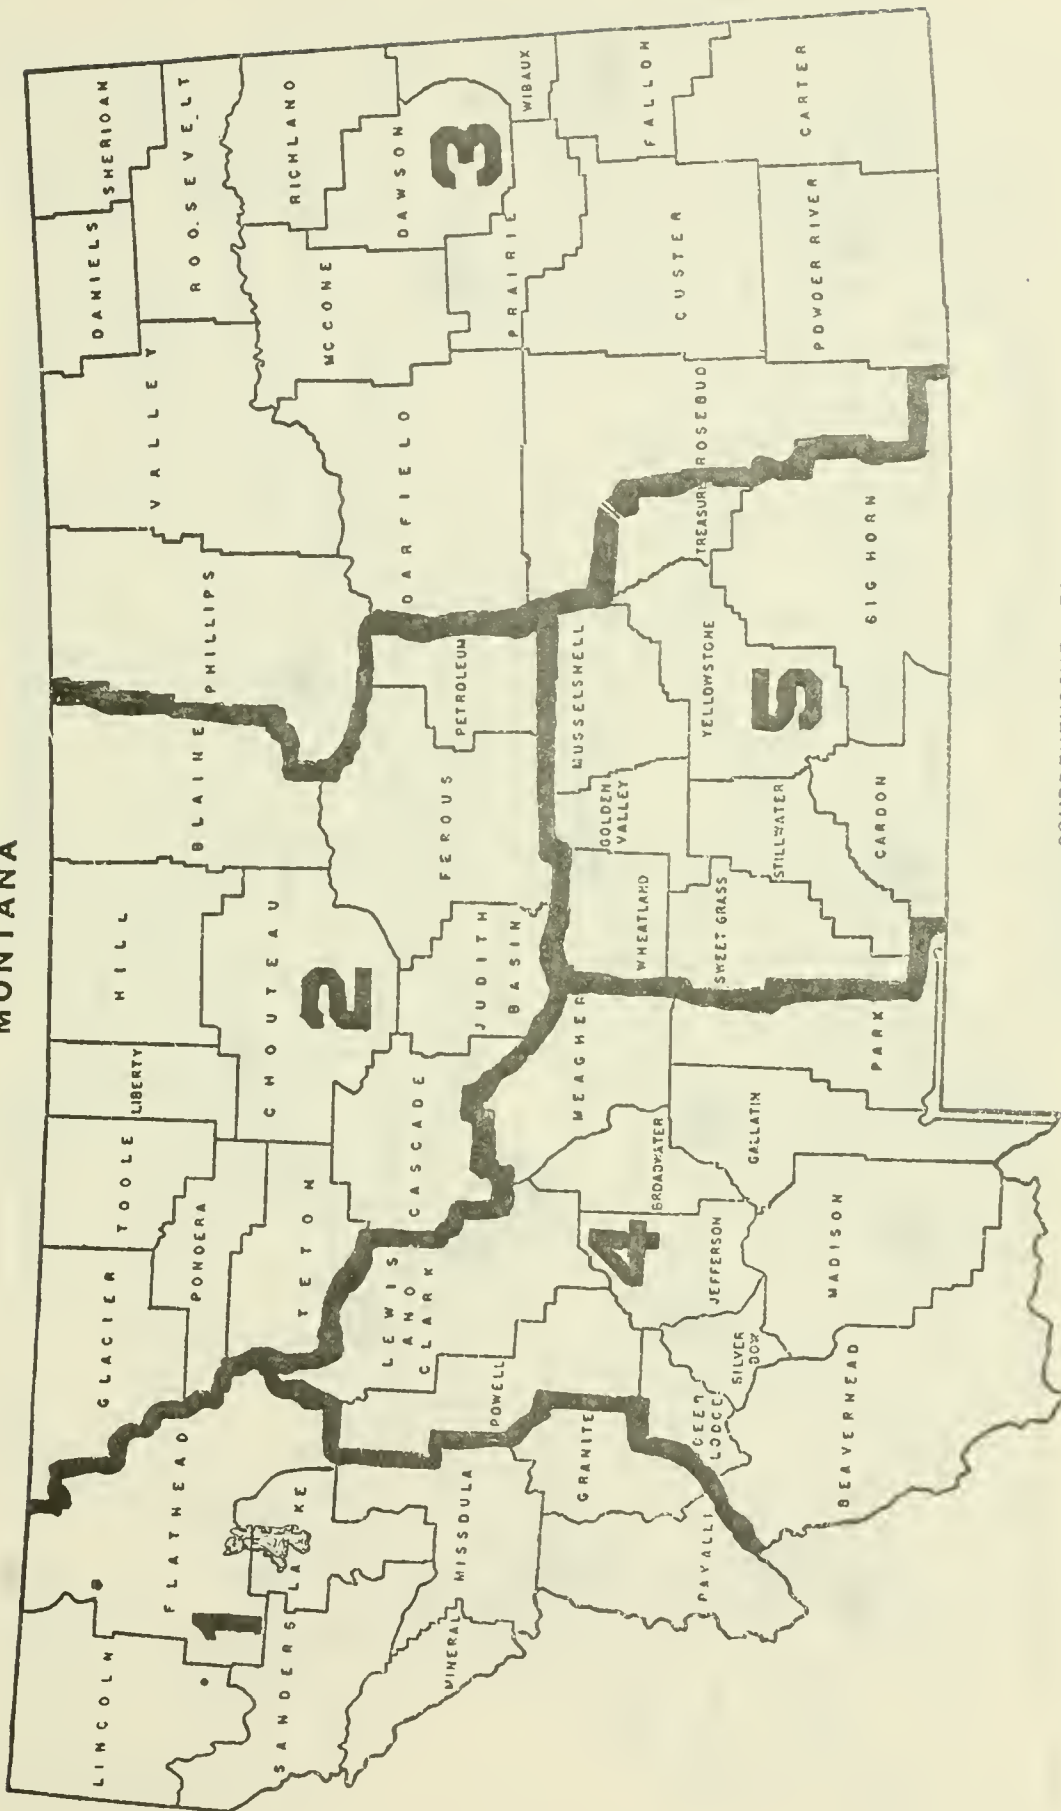 MONTANA
LINCOLN
FLATHEAD
GLACIER
TOOLE
LIBERTY
HILL
BLAINE
PHILLIPS
VALLEY
DANIELS
SHERIDAN
ROOSEVELT
PONDERA
TETON
CHOUTEAU
1
SANDERS
LAKE
LEWIS
AND
CLARK
CASCADE
2
JUDITH
BASIN
FERGUS
PETROLEUM
GARFIELD
MCCONE
RICHLAND
DAWSON
3
PRAIRIE
WIBAUX
MINERAL
MISSOULA
POWELL
GRANITE
RAVALLI
DEER
LODGE
SILVER
BOW
JEFFERSON
4
BROADWATER
MEAGHER
WHEATLAND
GOLDEN
VALLEY
MUSSELSHELL
TREASURE
ROSEBUD
CUSTER
FALLON
CARTER
POWDER RIVER
BEAVERHEAD
MADISON
GALLATIN
PARK
SWEET GRASS
STILLWATER
YELLOWSTONE
5
CARBON
BIG HORN